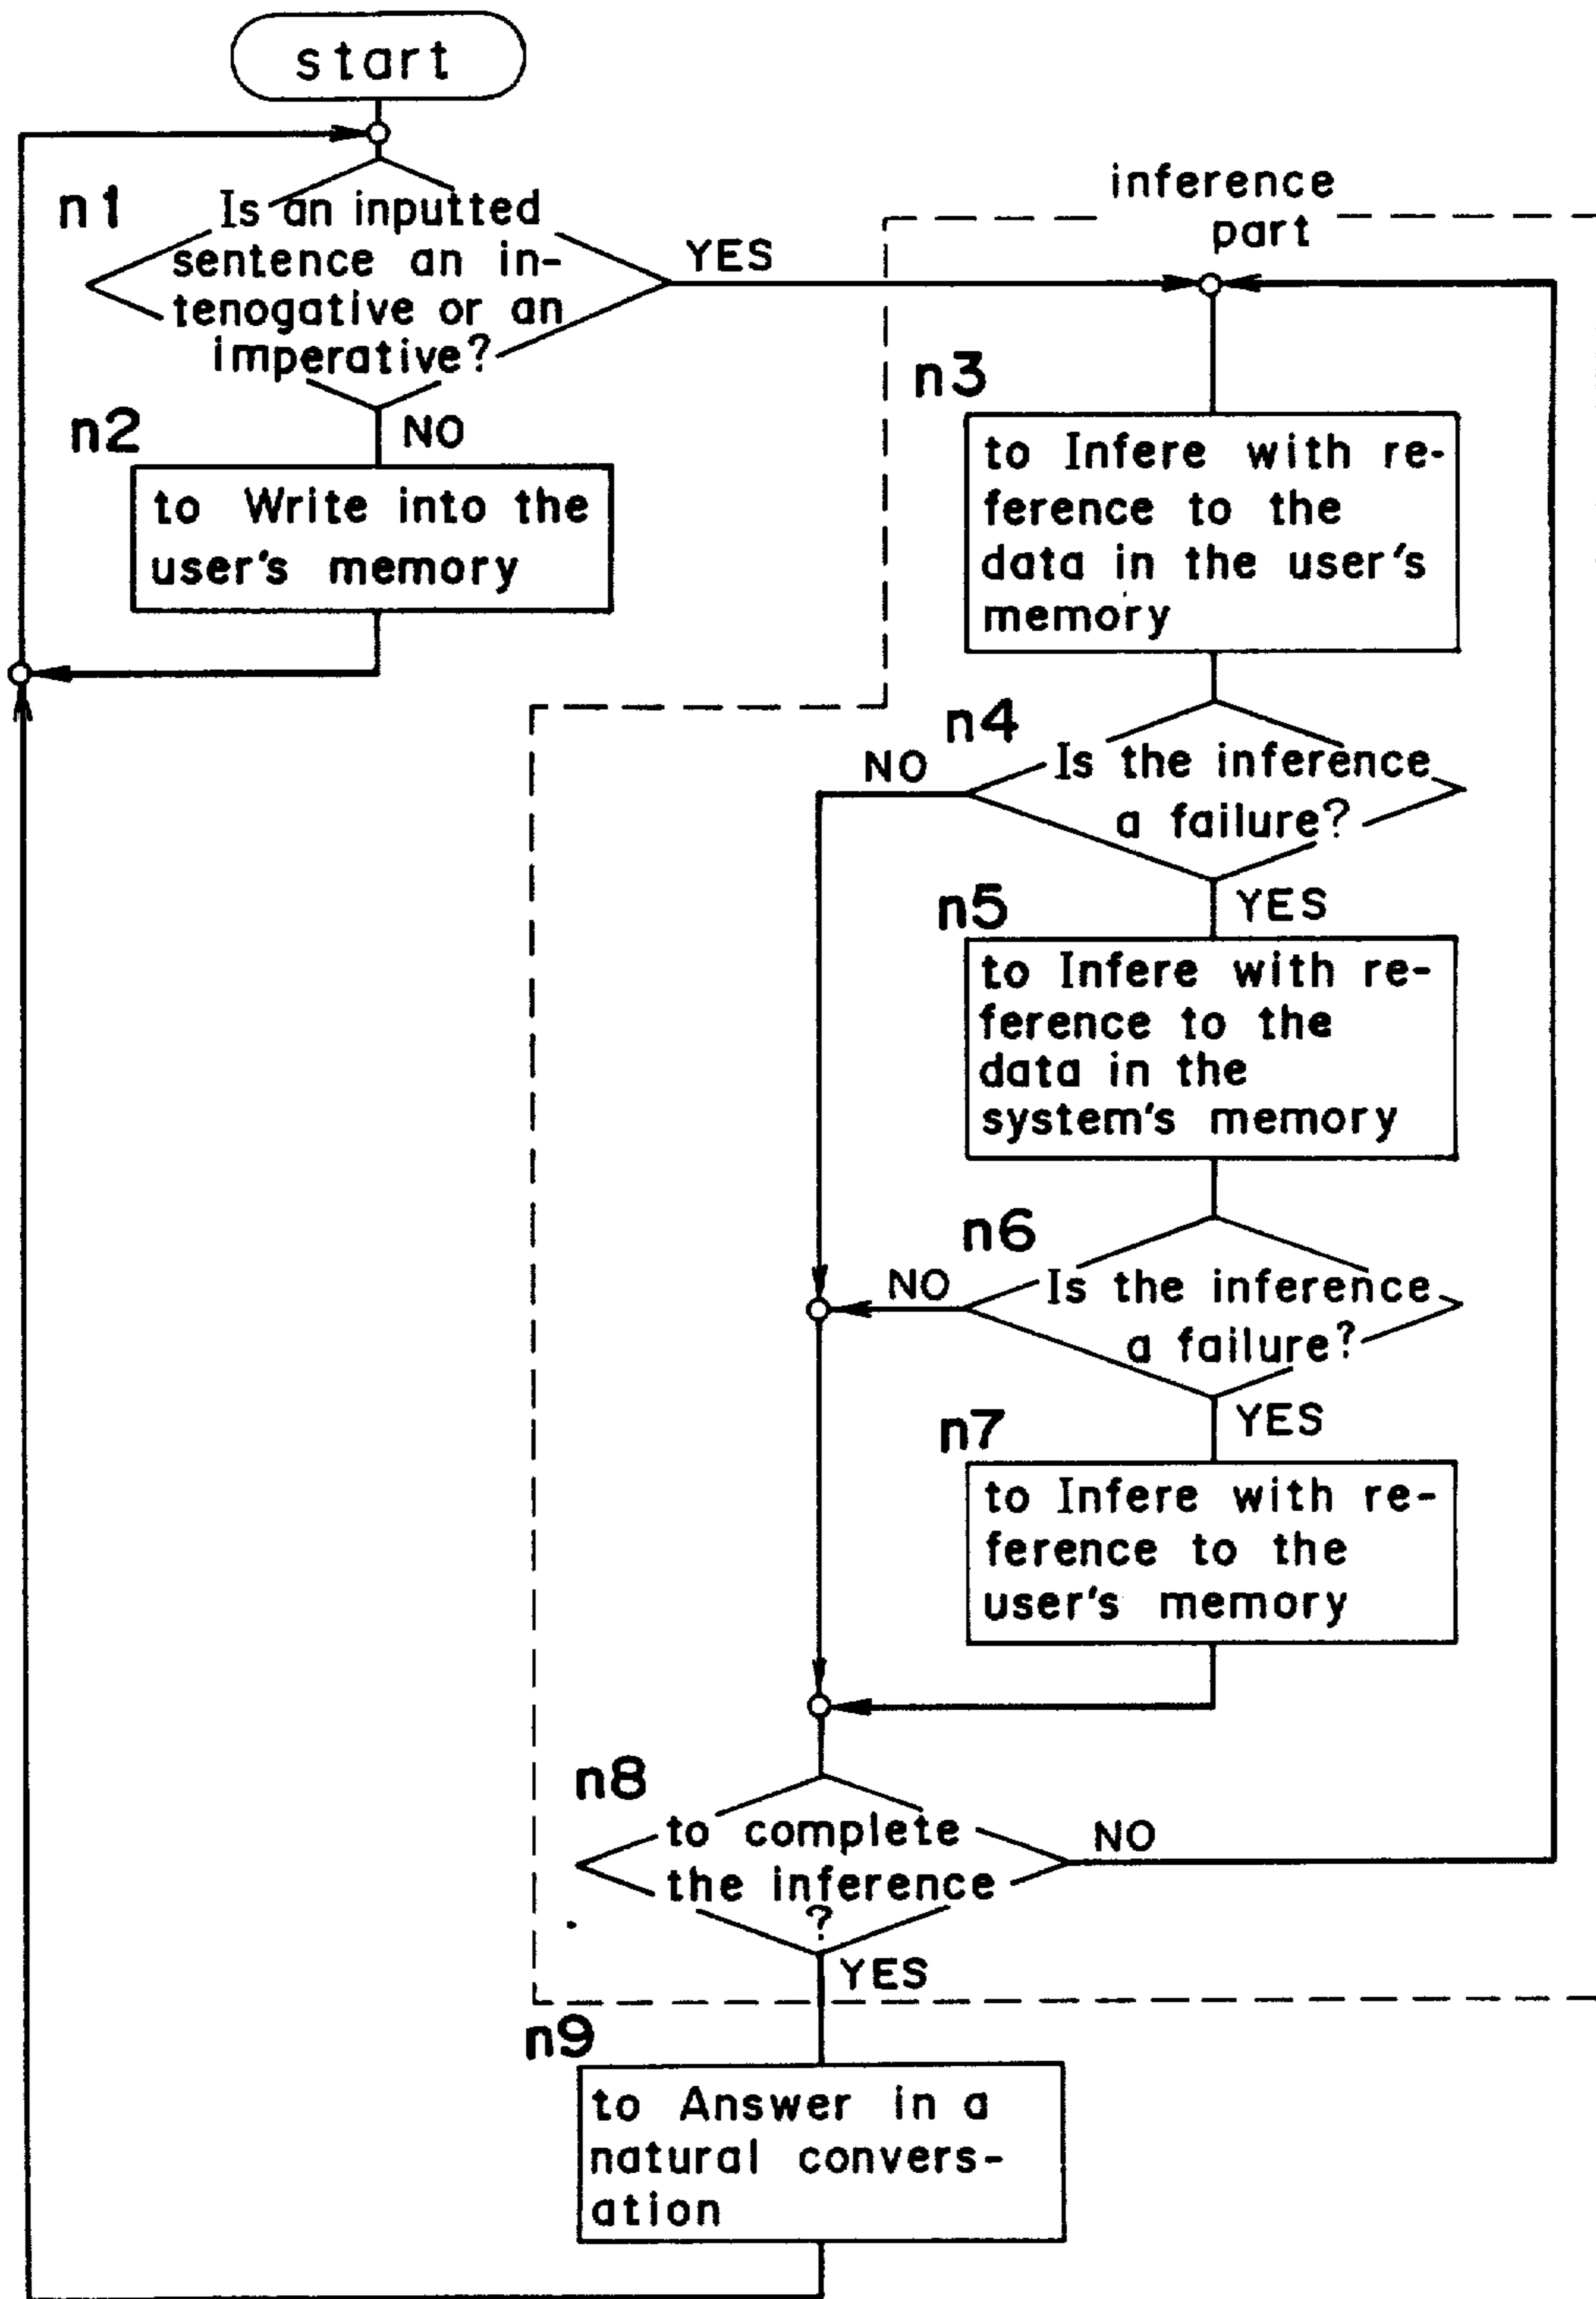 start
n1
Is an inputted
sentence an in-
tenogative or an
imperative?
YES
NO
n2
to Write into the
user's memory
inference
part
n3
to Infere with re-
ference to the
data in the user's
memory
n4
Is the inference
a failure?
NO
YES
n5
to Infere with re-
ference to the
data in the
system's memory
n6
Is the inference
a failure?
NO
YES
n7
to Infere with re-
ference to the
user's memory
n8
to complete
the inference
?
NO
YES
n9
to Answer in a
natural convers-
ation